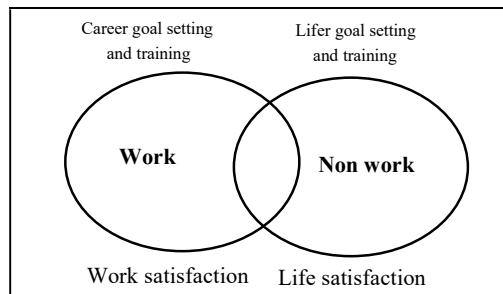 Career goal setting
and training
Lifer goal setting
and training
Work
Non work
Work satisfaction
Life satisfaction